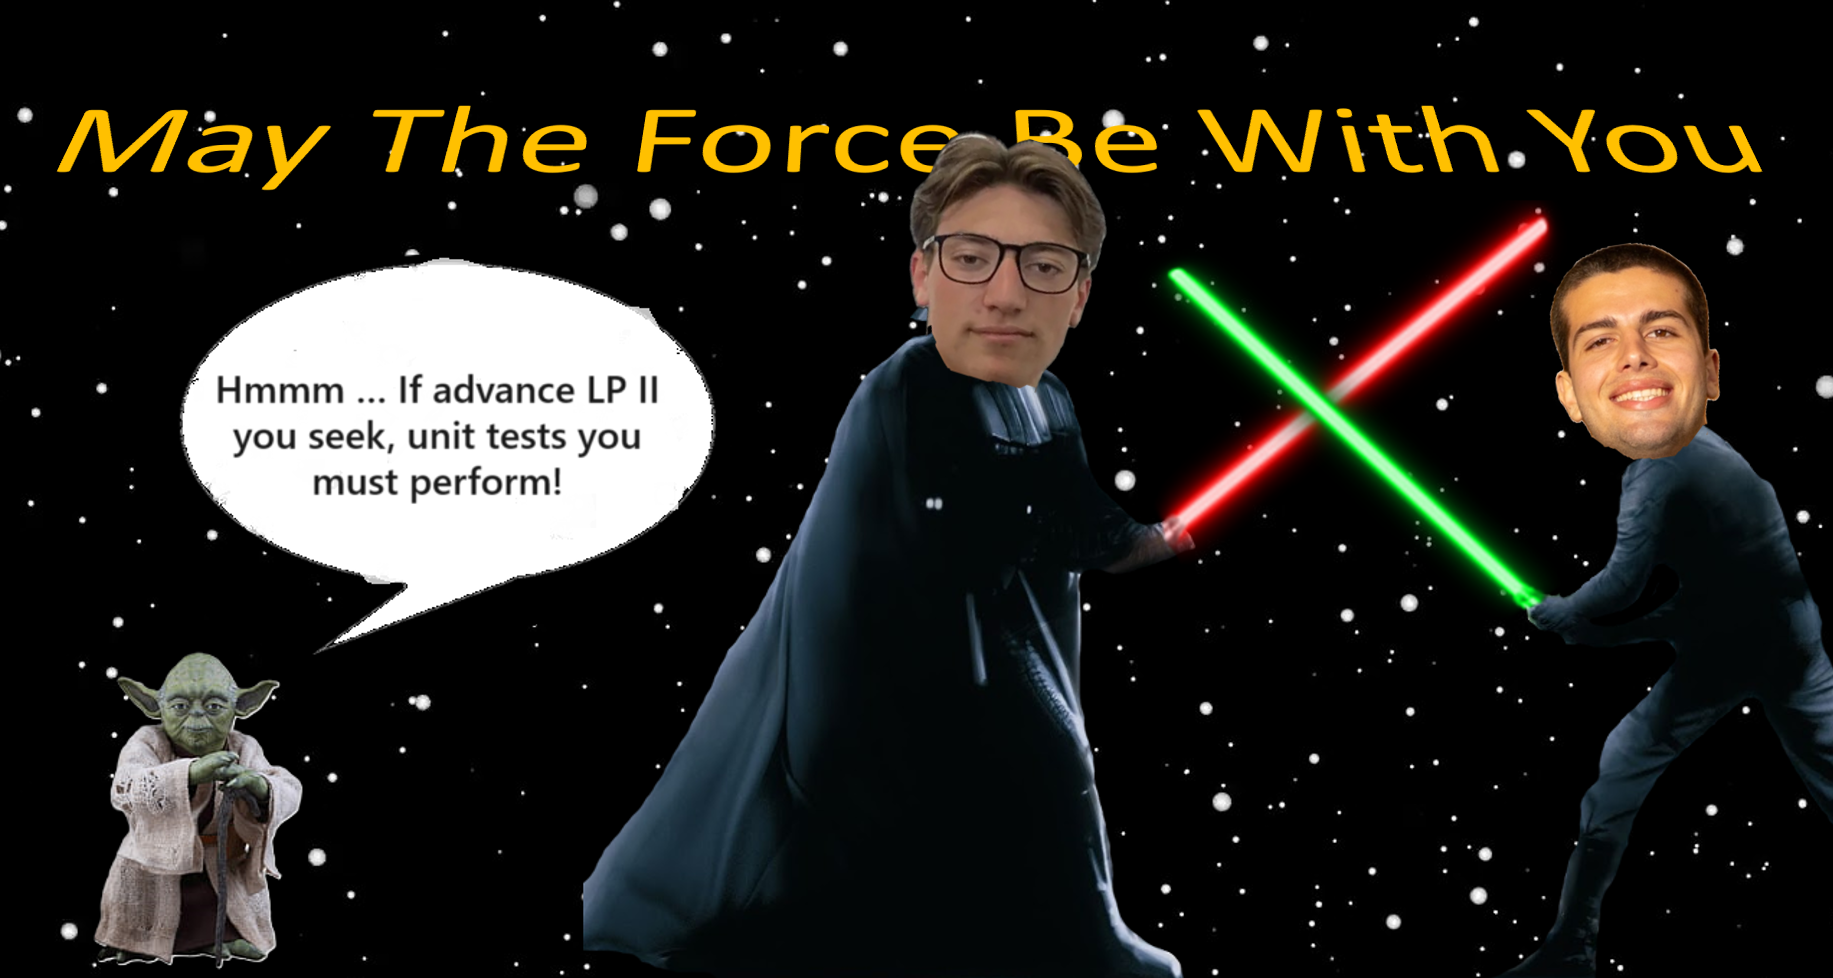 May The Force Be With You
Hmmm ... If advance LP II
you seek, unit tests you
must perform!